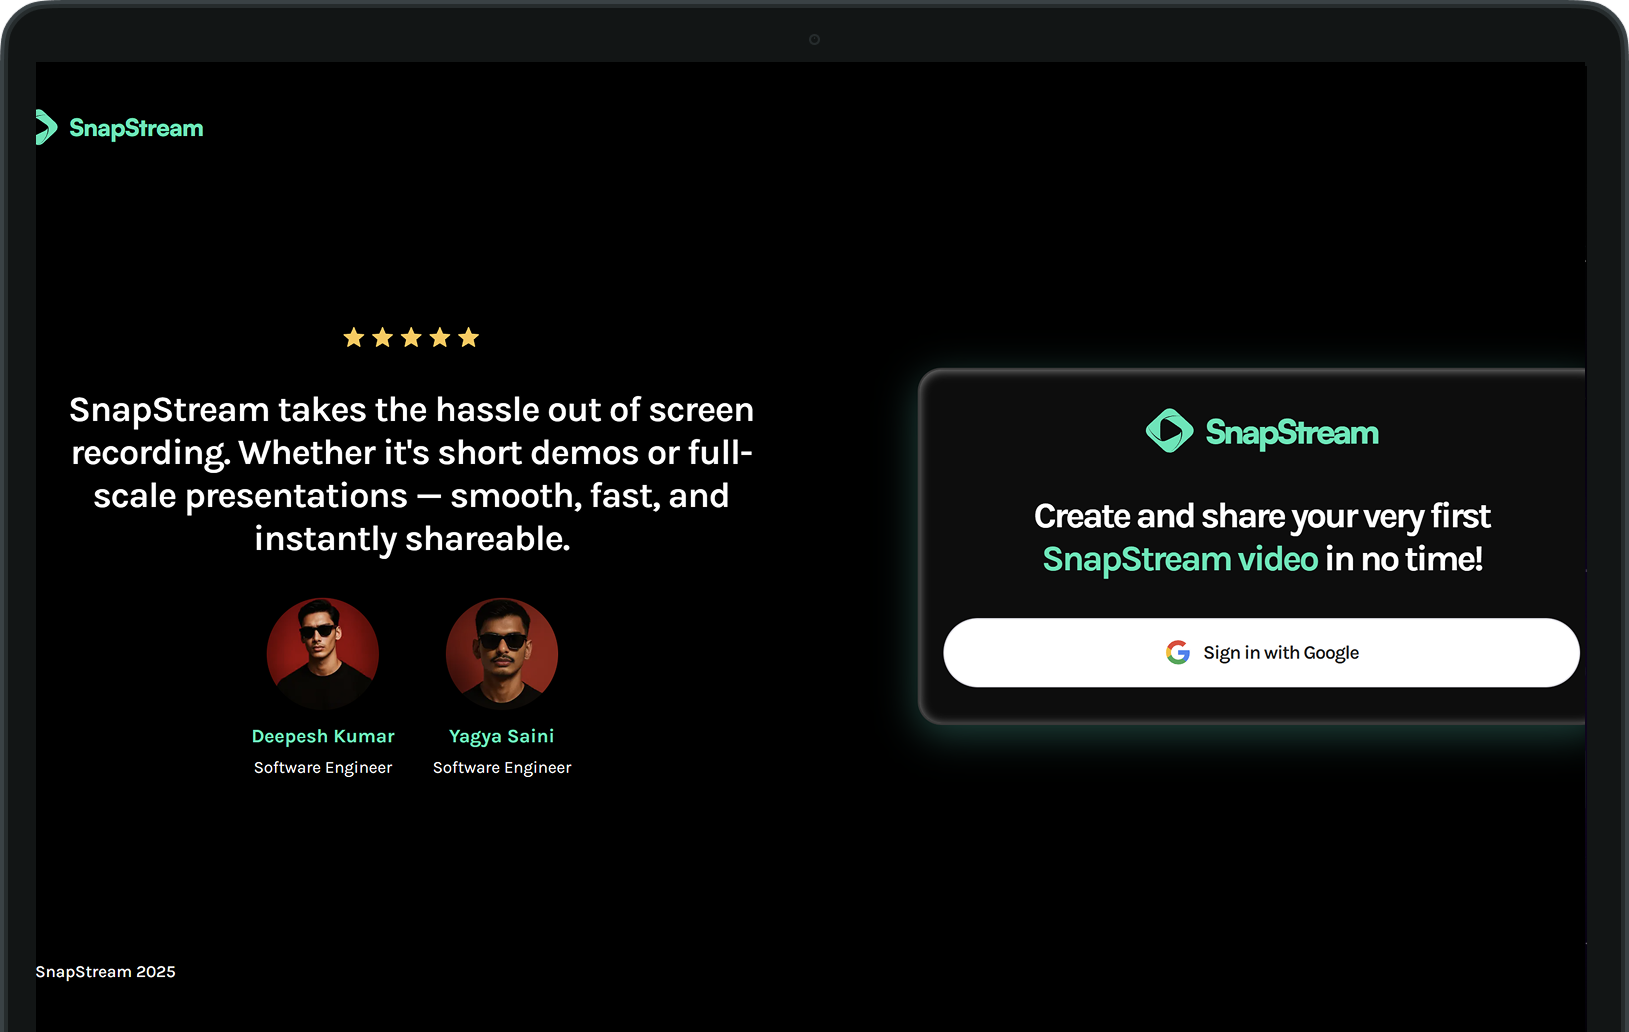 SnapStream
SnapStream takes the hassle out of screen
recording. Whether it's short demos or full-
scale presentations — smooth, fast, and
instantly shareable.
Deepesh Kumar
Software Engineer
Yagya Saini
Software Engineer
SnapStream
Create and share your very first
SnapStream video in no time!
Sign in with Google
SnapStream 2025